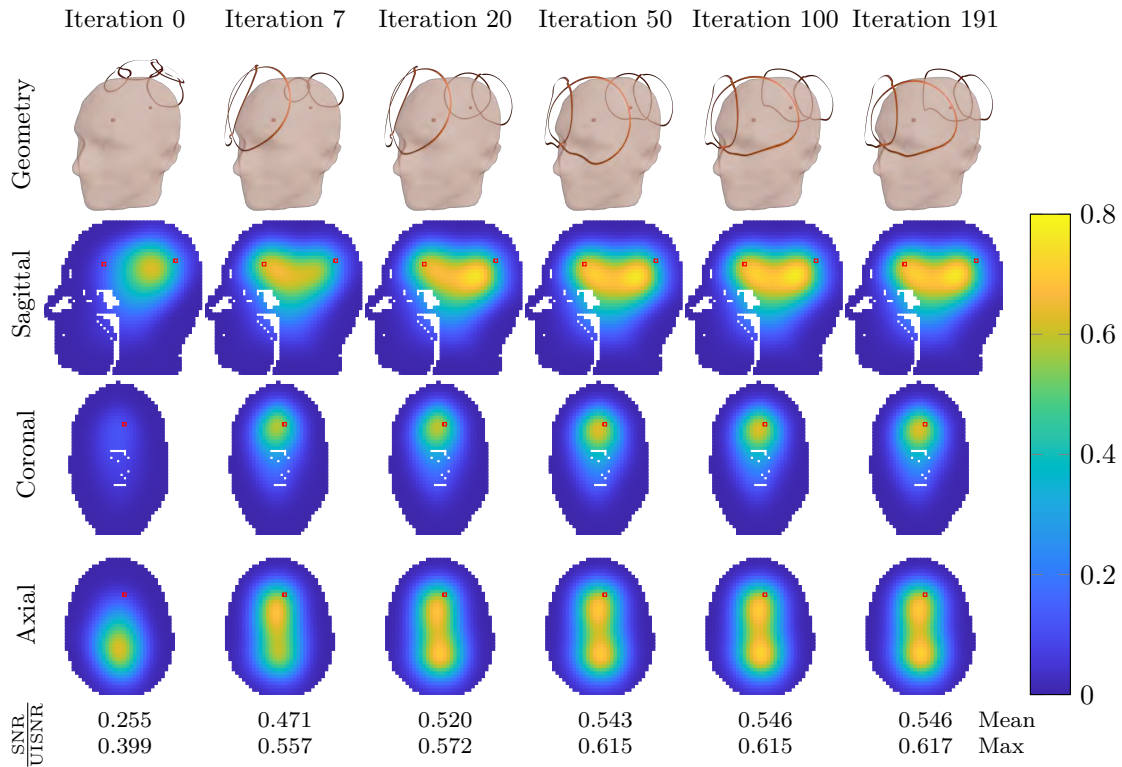 Iteration 0 Iteration 7 Iteration 20 Iteration 50 Iteration 100 Iteration 191
Geometry
Sagittal
Coronal
Axial
0.8
0.6
0.4
0.2
0
SNR
UISNR
0.255 0.471 0.520 0.543 0.546 0.546 Mean
0.399 0.557 0.572 0.615 0.615 0.617 Max